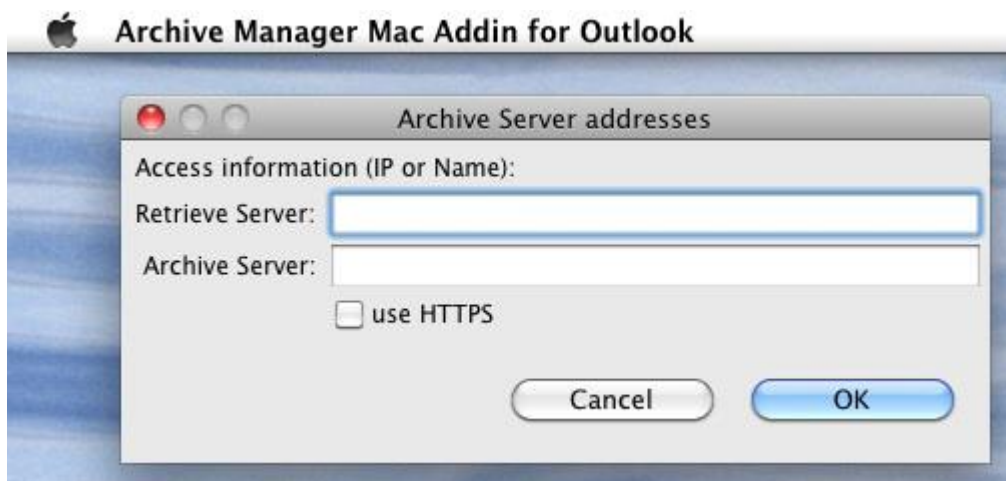 Archive Manager Mac Addin for Outlook
Archive Server addresses
Access information (IP or Name):
Retrieve Server:
Archive Server:
use HTTPS
Cancel OK